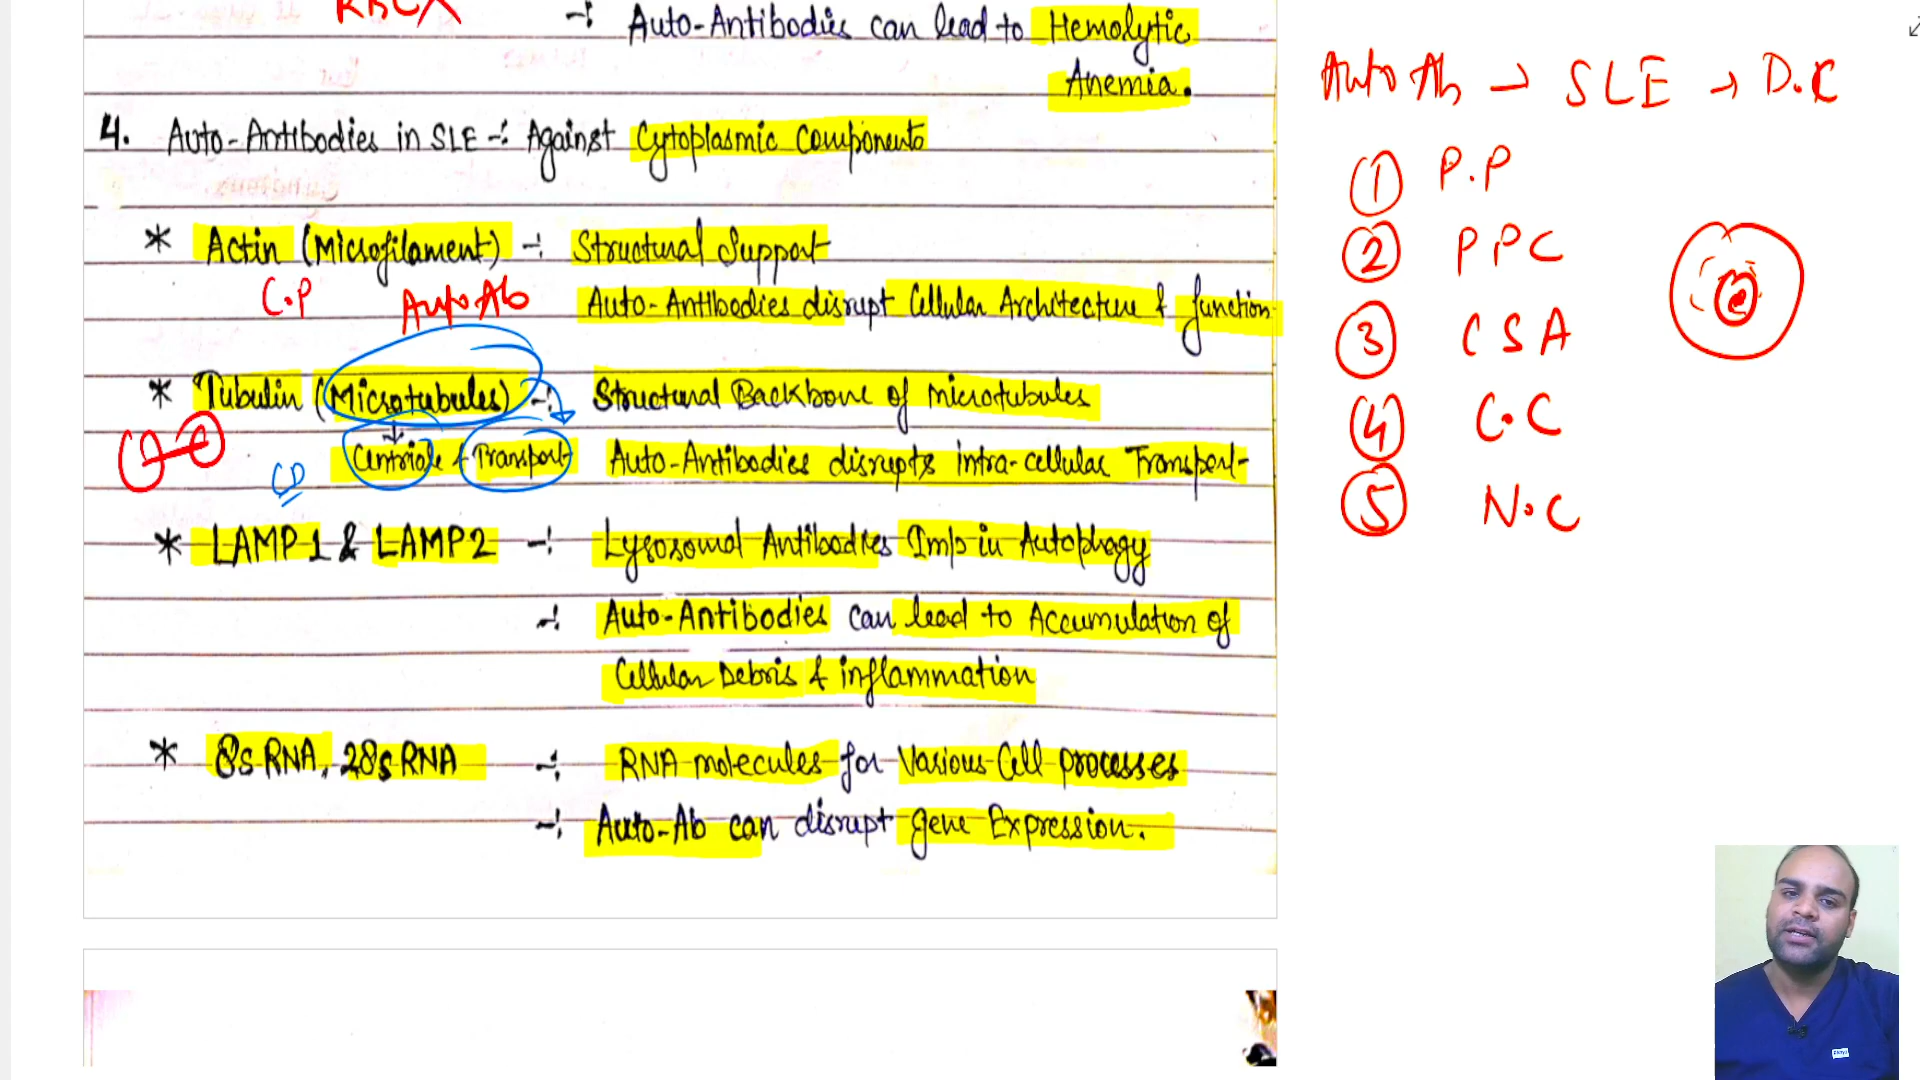 RBC X
-: Auto-Antibodies can lead to Hemolytic
Anemia.
4. Auto-Antibodies in SLE -: Against Cytoplasmic Components
* Actin (Microfilament) -: Structural Support
C.P Auto Ab Auto-Antibodies disrupt Cellular Architecture & function
* Tubulin (Microtubules) -: Structural Backbone of microtubules
Centriole & Transport Auto-Antibodies disrupts intra-cellular Transport
CD
* LAMP1 & LAMP2 -: Lysosomal Antibodies Imp in Autophagy
-: Auto-Antibodies can lead to Accumulation of
Cellular Debris & inflammation
* 8s RNA, 28s RNA -: RNA molecules for Various Cell processes
-: Auto-Ab can disrupt gene Expression.
Auto Ab → SLE → D.C
1 P.P
2 PPC
3 CSA
4 C.C
5 N.C